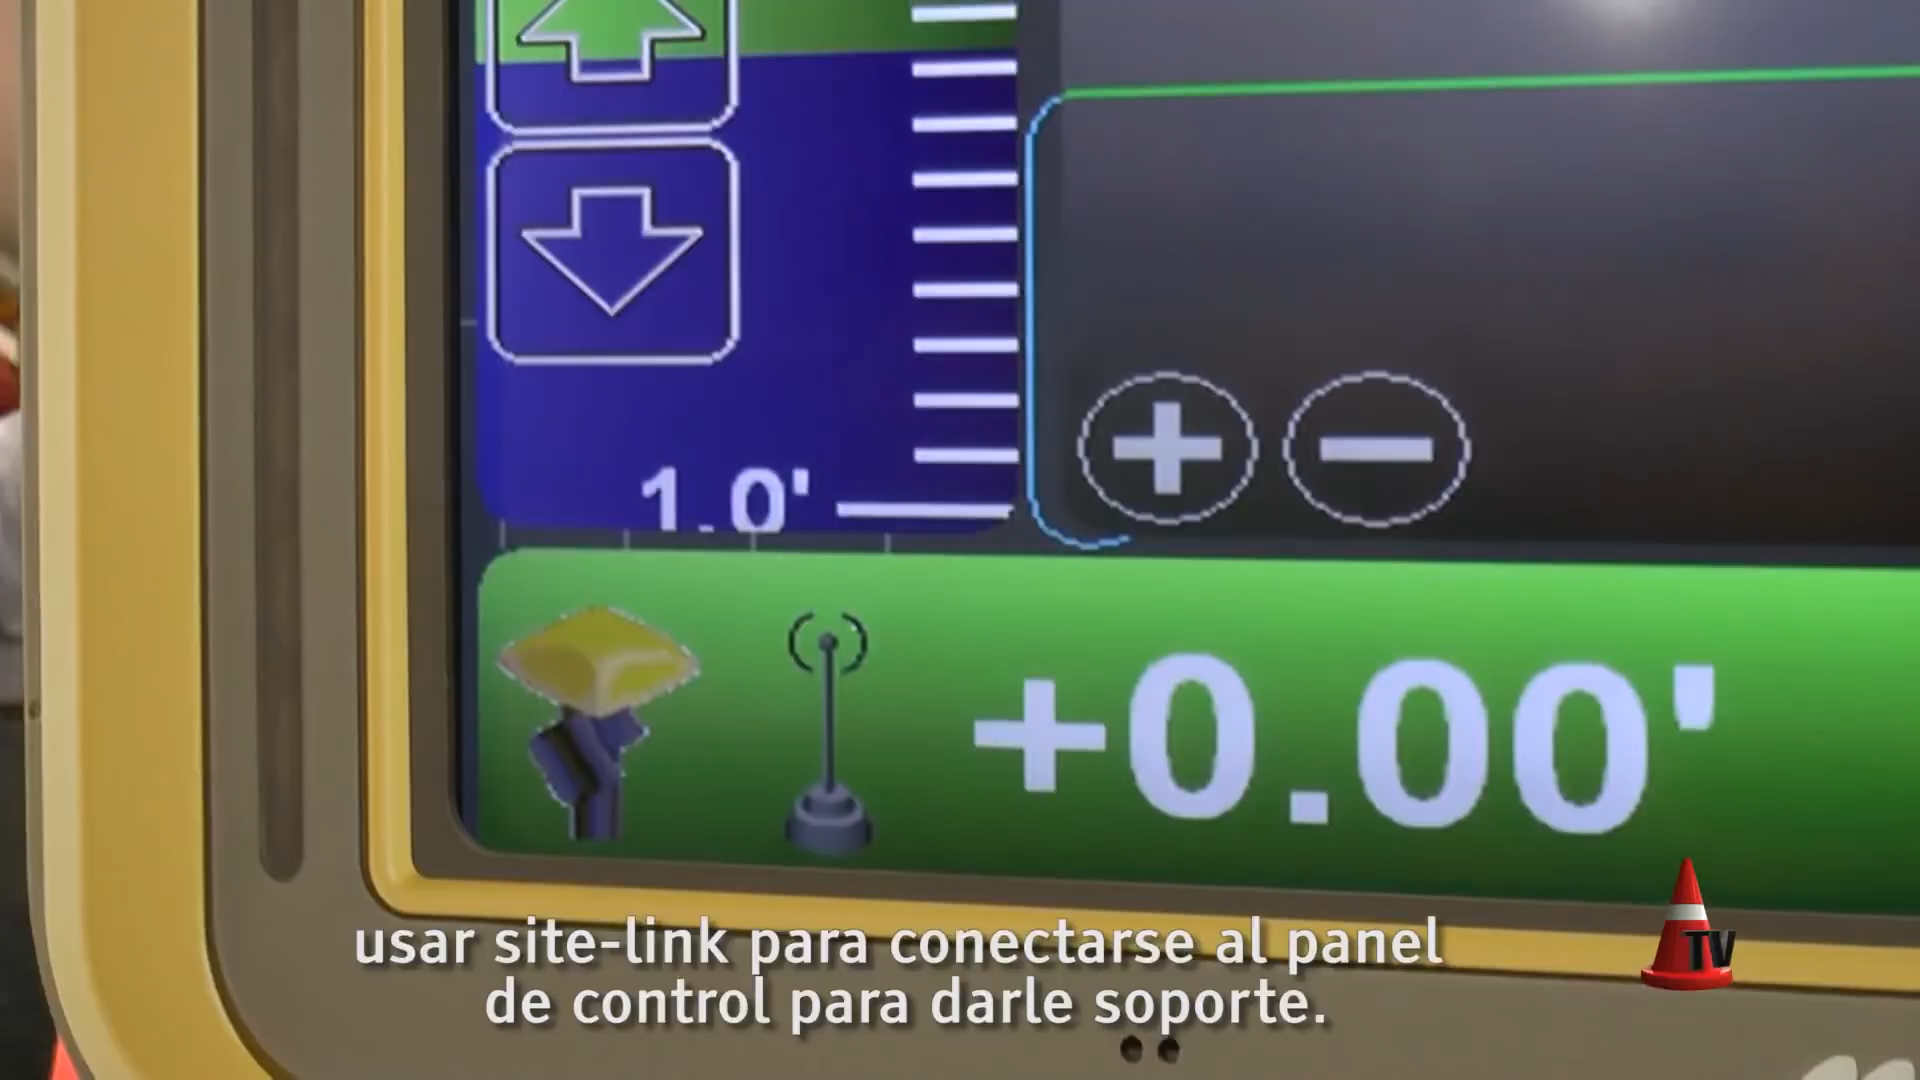 1.0'
+0.00'
usar site-link para conectarse al panel
de control para darle soporte.
TV